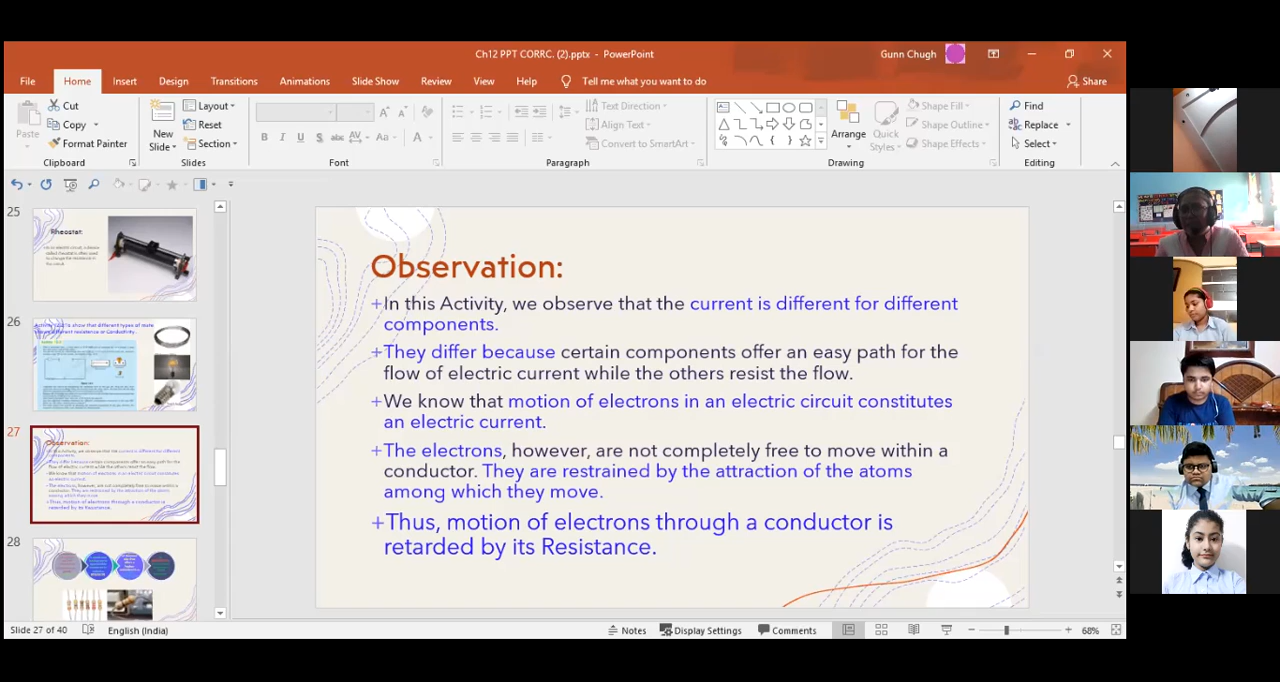 Ch12 PPT CORRC. (2).pptx - PowerPoint
Gunn Chugh
File Home Insert Design Transitions Animations Slide Show Review View Help Tell me what you want to do Share
Cut
Copy
Format Painter
Paste
Clipboard
New Slide
Layout
Reset
Section
Slides
Font
Text Direction
Align Text
Convert to SmartArt
Paragraph
Arrange
Quick Styles
Shape Fill
Shape Outline
Shape Effects
Drawing
Find
Replace
Select
Editing
25
Rheostat:
26
27
Observation:
28
Observation:
+In this Activity, we observe that the current is different for different
components.
+They differ because certain components offer an easy path for the
flow of electric current while the others resist the flow.
+We know that motion of electrons in an electric circuit constitutes
an electric current.
+The electrons, however, are not completely free to move within a
conductor. They are restrained by the attraction of the atoms
among which they move.
+Thus, motion of electrons through a conductor is
retarded by its Resistance.
Slide 27 of 40 English (India) Notes Display Settings Comments 68%